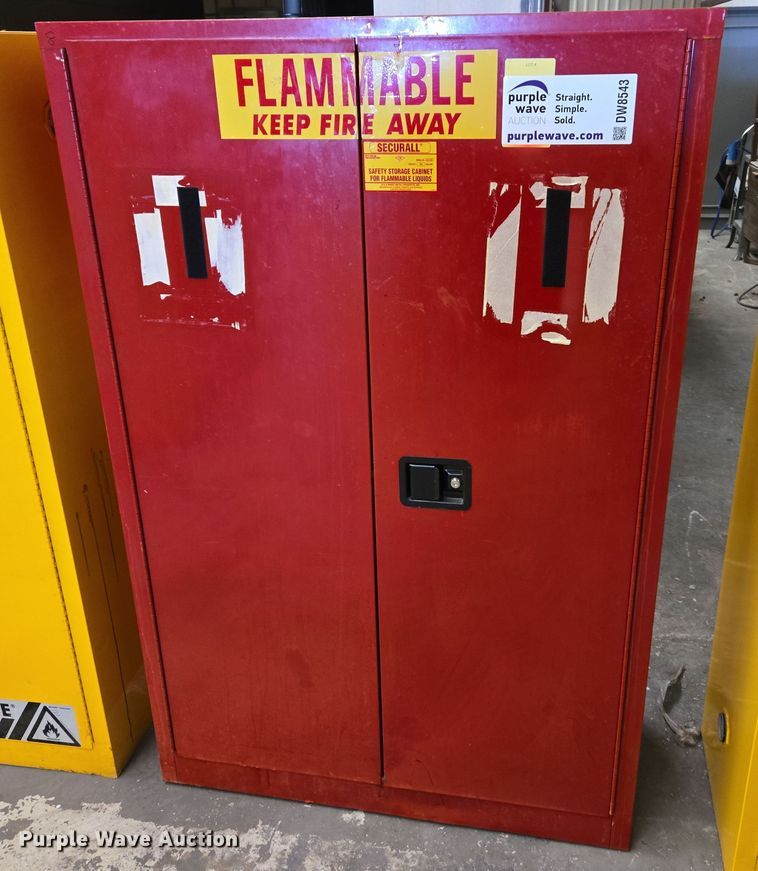 FLAMMABLE
KEEP FIRE AWAY
LOT #
purple
wave
AUCTION
Straight.
Simple.
Sold.
purplewave.com
DW8543
SECURALL®
SAFETY STORAGE CABINET
FOR FLAMMABLE LIQUIDS
E®
Purple Wave Auction